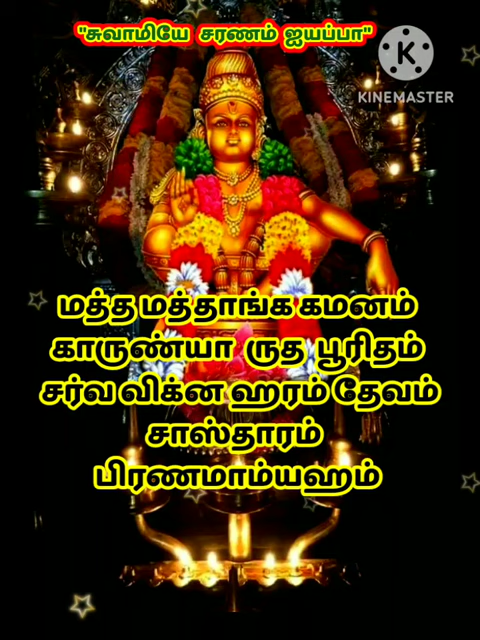 "சுவாமியே சரணம் ஐயப்பா"
KINEMASTER
மத்த மத்தாங்க கமனம்
காருண்யா ருத பூரிதம்
சர்வ விக்ன ஹரம் தேவம்
சாஸ்தாரம்
பிரணமாம்யஹம்